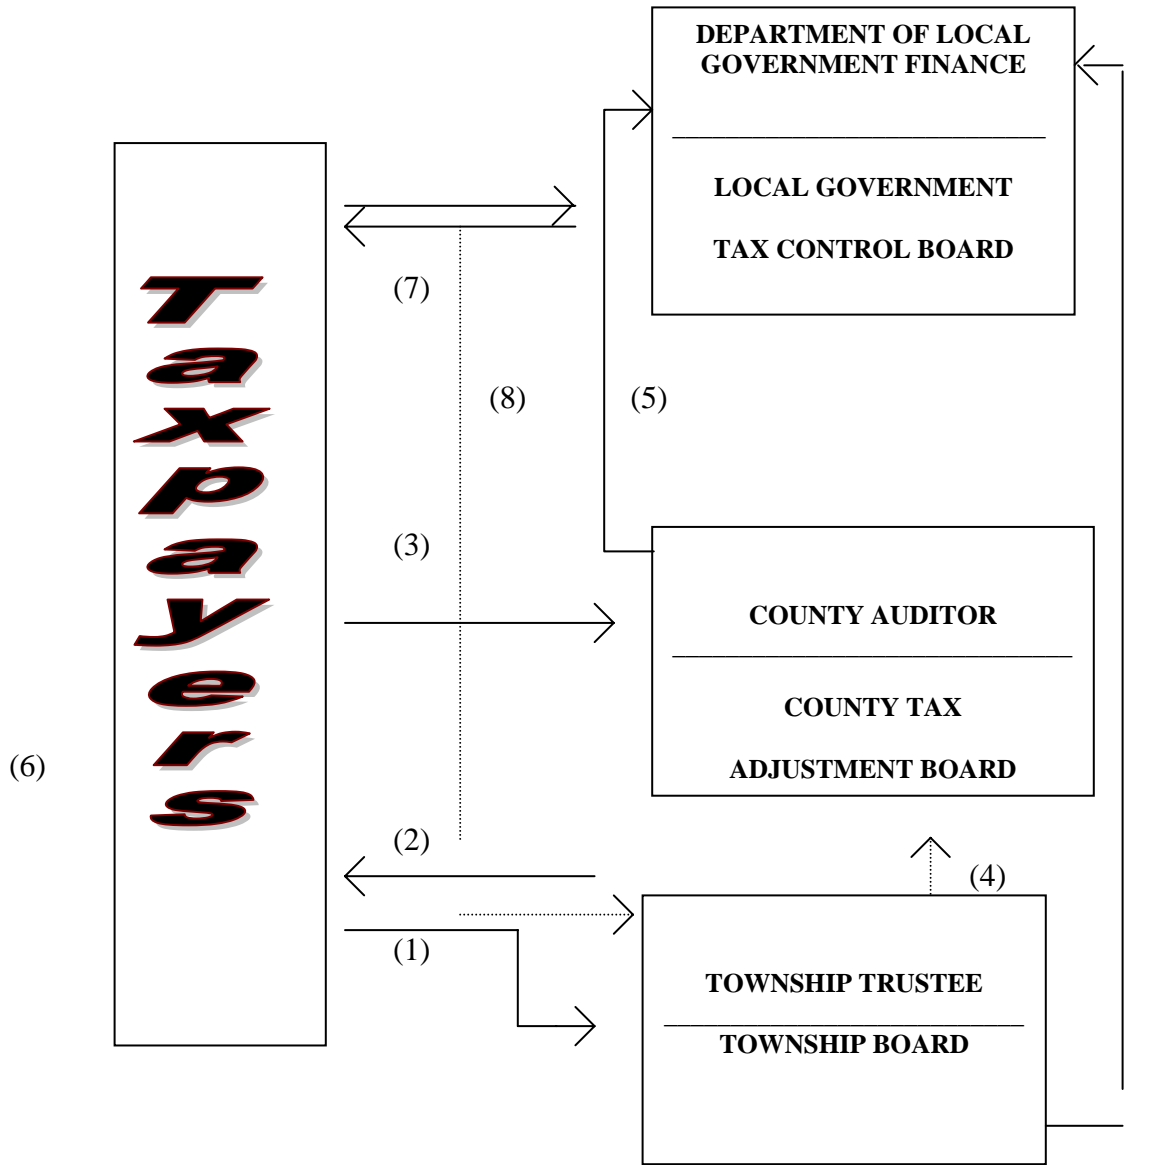 DEPARTMENT OF LOCAL
GOVERNMENT FINANCE
LOCAL GOVERNMENT
TAX CONTROL BOARD
Taxpayers
(7)
(8)
(5)
(3)
COUNTY AUDITOR
COUNTY TAX
ADJUSTMENT BOARD
(6)
(2)
(4)
(1)
TOWNSHIP TRUSTEE
TOWNSHIP BOARD